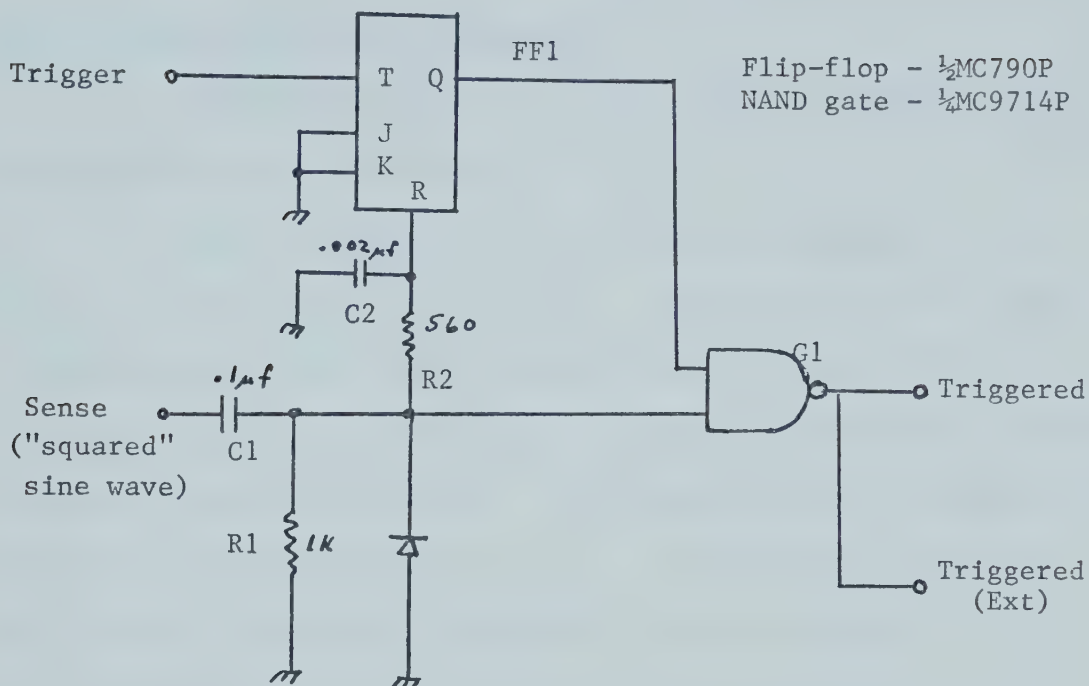 FF1
Flip-flop - ½MC790P
NAND gate - ¼MC9714P
Trigger
T Q
J
K
R
.002μf
C2
560
R2
G1
.1μf
Triggered
Sense
("squared"
sine wave)
C1
R1
1K
Triggered
(Ext)